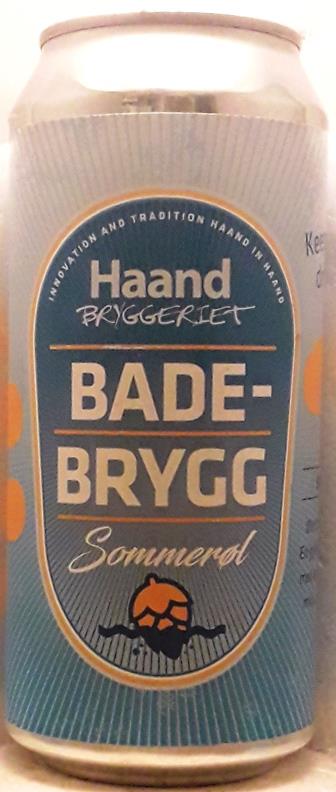 INNOVATION AND TRADITION HAAND IN HAAND
Haand
BRYGGERIET
BADE-
BRYGG
Sommerøl